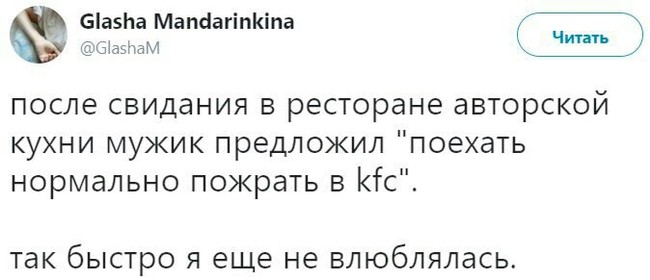 Glasha Mandarinkina
@GlashaM
Читать
после свидания в ресторане авторской
кухни мужик предложил "поехать
нормально пожрать в kfc".
так быстро я еще не влюблялась.